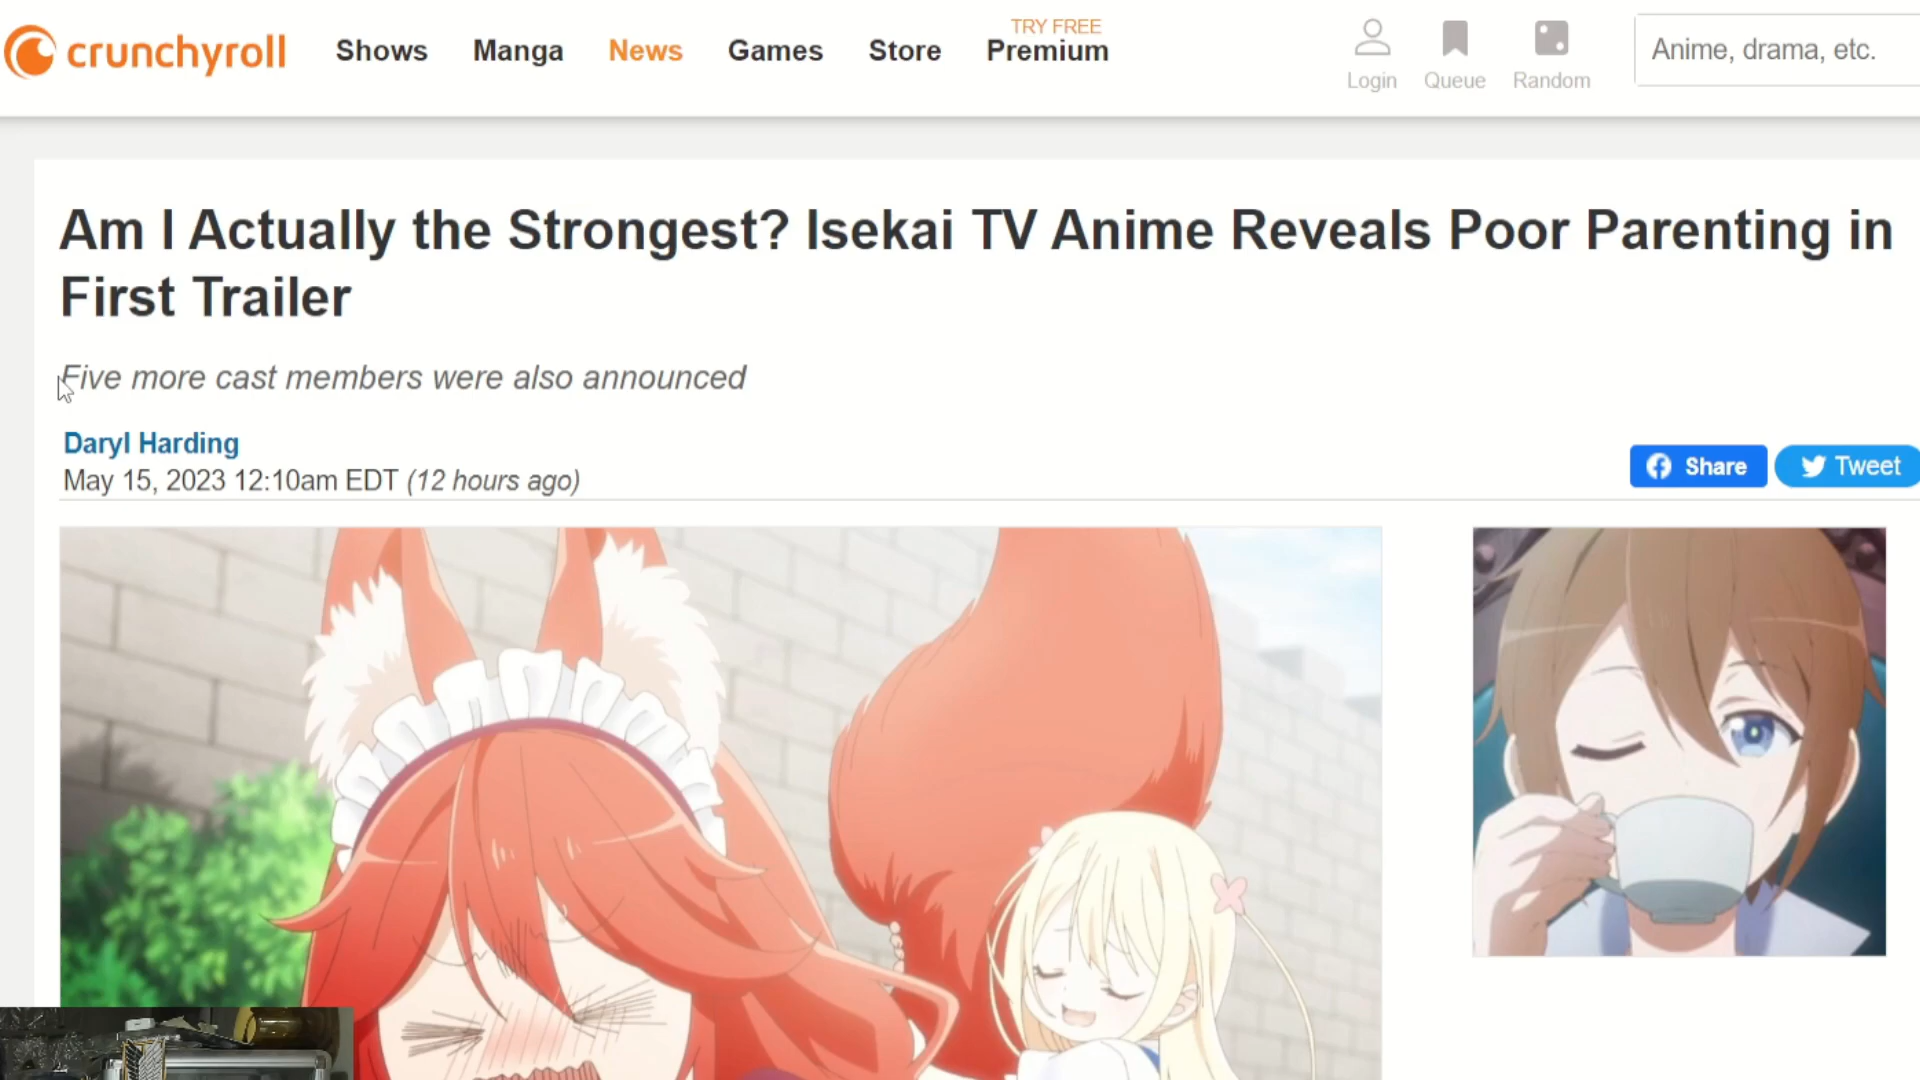 crunchyroll
Shows Manga News Games Store TRY FREE Premium
Login Queue Random
Anime, drama, etc.
Am I Actually the Strongest? Isekai TV Anime Reveals Poor Parenting in
First Trailer
Five more cast members were also announced
Daryl Harding
May 15, 2023 12:10am EDT (12 hours ago)
Share Tweet